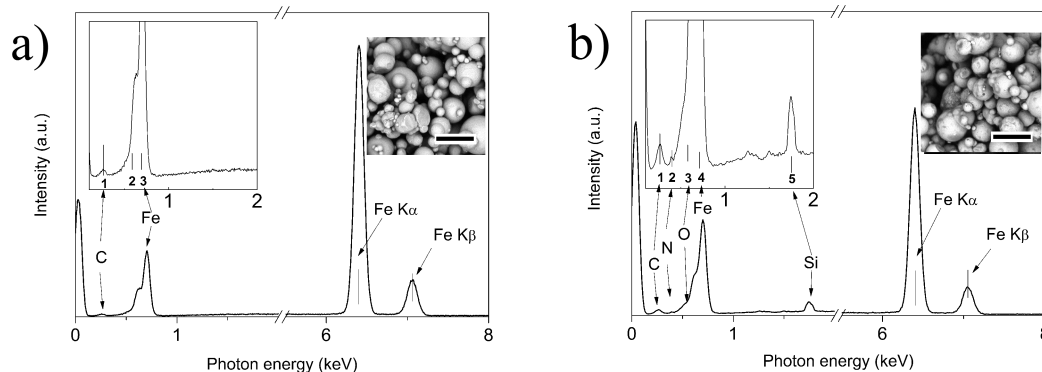 a)
Intensity (a.u.)
1 2 3
1 2
C
Fe
Fe Kα
Fe Kβ
0 1 6 8
Photon energy (keV)
b)
Intensity (a.u.)
1 2 3 4 5
1 2
C
N
O
Fe
Si
Fe Kα
Fe Kβ
0 1 6 8
Photon energy (keV)